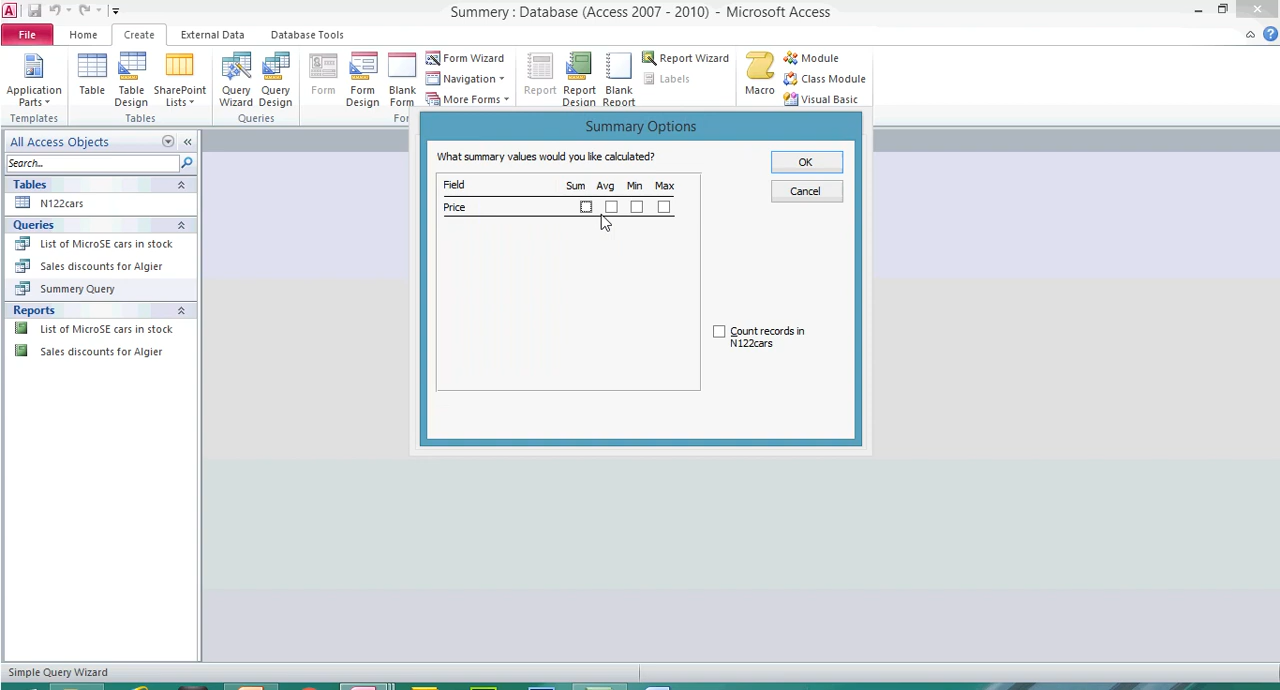 Summery : Database (Access 2007 - 2010) - Microsoft Access
File Home Create External Data Database Tools
Application Parts Table Table Design SharePoint Lists Query Wizard Query Design Form Form Design Blank Form Form Wizard Navigation More Forms Report Report Design Blank Report Report Wizard Labels Macro Module Class Module Visual Basic
Templates Tables Queries
All Access Objects
Search...
Tables
N122cars
Queries
List of MicroSE cars in stock
Sales discounts for Algier
Summery Query
Reports
List of MicroSE cars in stock
Sales discounts for Algier
Summary Options
What summary values would you like calculated?
OK
Cancel
Field Sum Avg Min Max
Price
Count records in
N122cars
Simple Query Wizard